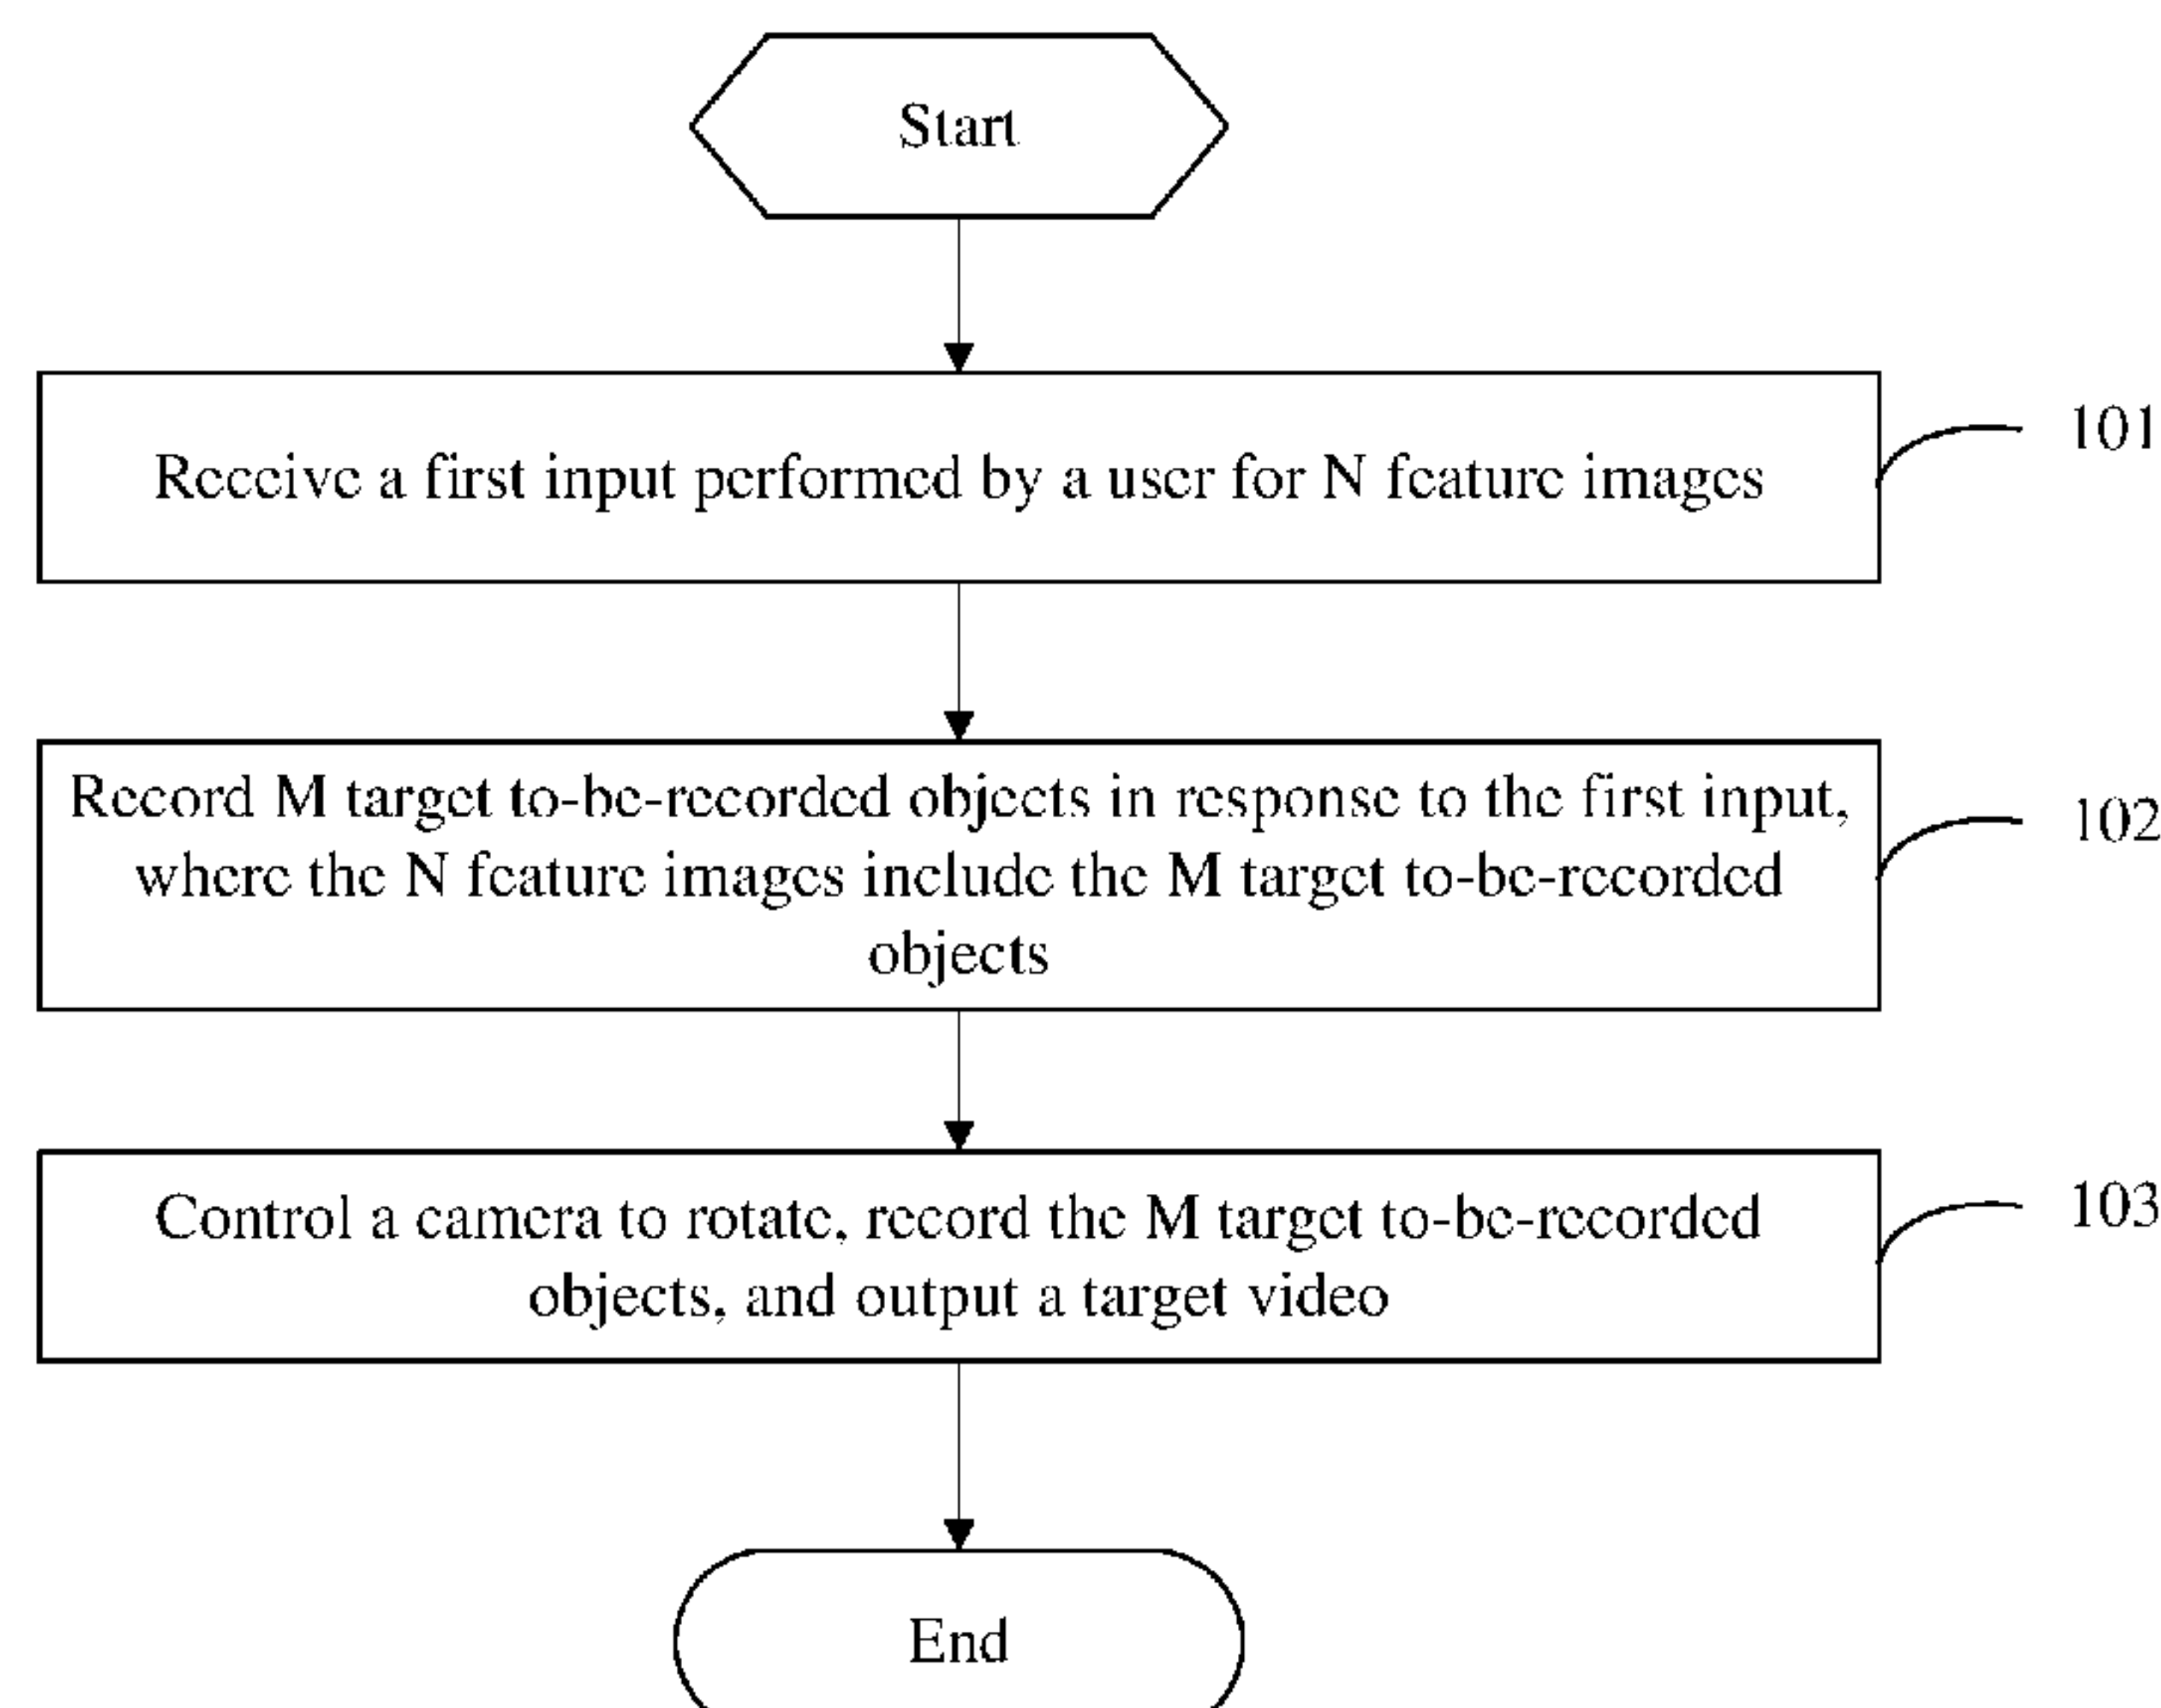 Start
Receive a first input performed by a user for N feature images
101
Record M target to-be-recorded objects in response to the first input,
where the N feature images include the M target to-be-recorded
objects
102
Control a camera to rotate, record the M target to-be-recorded
objects, and output a target video
103
End